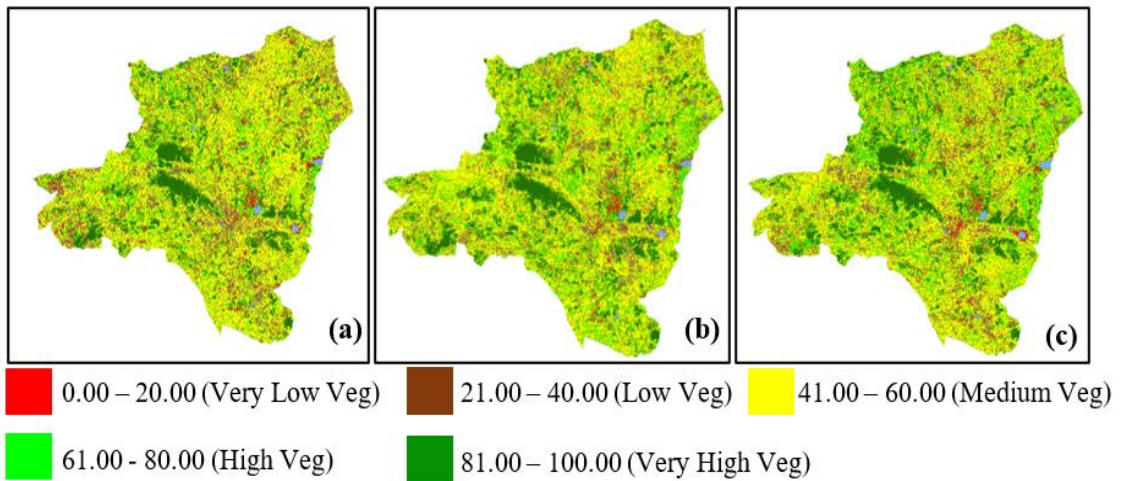 (a) (b) (c)
0.00 – 20.00 (Very Low Veg) 21.00 – 40.00 (Low Veg) 41.00 – 60.00 (Medium Veg)
61.00 - 80.00 (High Veg) 81.00 – 100.00 (Very High Veg)